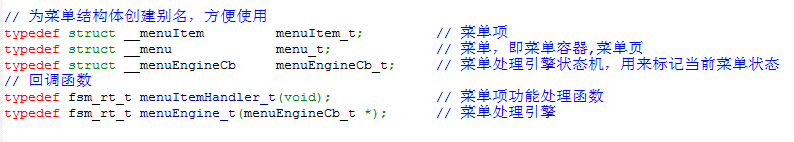 // 为菜单结构体创建别名，方便使用
typedef struct __menuItem menuItem_t; // 菜单项
typedef struct __menu menu_t; // 菜单，即菜单容器,菜单页
typedef struct __menuEngineCb menuEngineCb_t; // 菜单处理引擎状态机，用来标记当前菜单状态
// 回调函数
typedef fsm_rt_t menuItemHandler_t(void); // 菜单项功能处理函数
typedef fsm_rt_t menuEngine_t(menuEngineCb_t *); // 菜单处理引擎